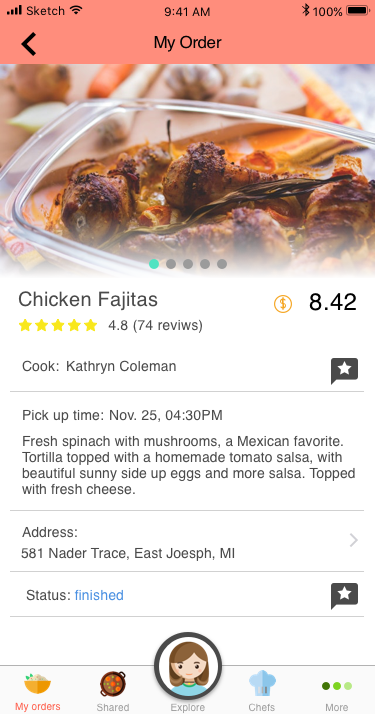 Sketch 9:41 AM 100%
My Order
Chicken Fajitas $ 8.42
4.8 (74 reviws)
Cook: Kathryn Coleman
Pick up time: Nov. 25, 04:30PM
Fresh spinach with mushrooms, a Mexican favorite.
Tortilla topped with a homemade tomato salsa, with
beautiful sunny side up eggs and more salsa. Topped
with fresh cheese.
Address:
581 Nader Trace, East Joesph, MI
Status: finished
My orders Shared Explore Chefs More